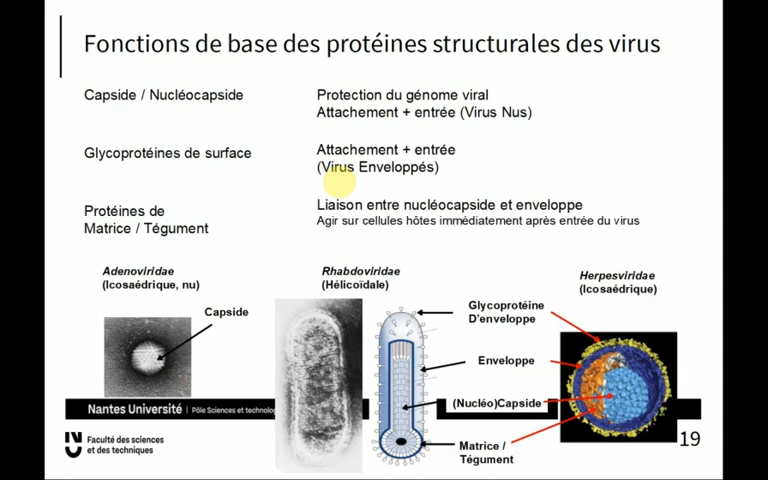 Fonctions de base des protéines structurales des virus
Capside / Nucléocapside
Protection du génome viral
Attachement + entrée (Virus Nus)
Glycoprotéines de surface
Attachement + entrée
(Virus Enveloppés)
Protéines de
Matrice / Tégument
Liaison entre nucléocapside et enveloppe
Agir sur cellules hôtes immédiatement après entrée du virus
Adenoviridae
(Icosaédrique, nu)
Capside
Rhabdoviridae
(Hélicoïdale)
Herpesviridae
(Icosaédrique)
Glycoprotéine
D'enveloppe
Enveloppe
(Nucléo)Capside
Matrice /
Tégument
Nantes Université | Pôle Sciences et technolog
Faculté des sciences
et des techniques
19